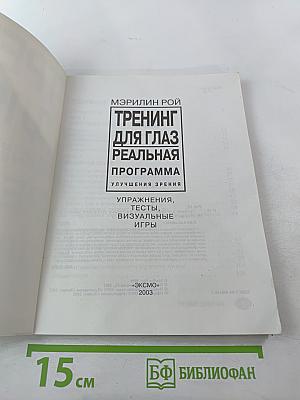 МЭРИЛИН РОЙ
ТРЕНИНГ
ДЛЯ ГЛАЗ
РЕАЛЬНАЯ
ПРОГРАММА
УЛУЧШЕНИЯ ЗРЕНИЯ
УПРАЖНЕНИЯ,
ТЕСТЫ,
ВИЗУАЛЬНЫЕ
ИГРЫ
«ЭКСМО»
2003
15 см
БФ БИБЛИОФАН